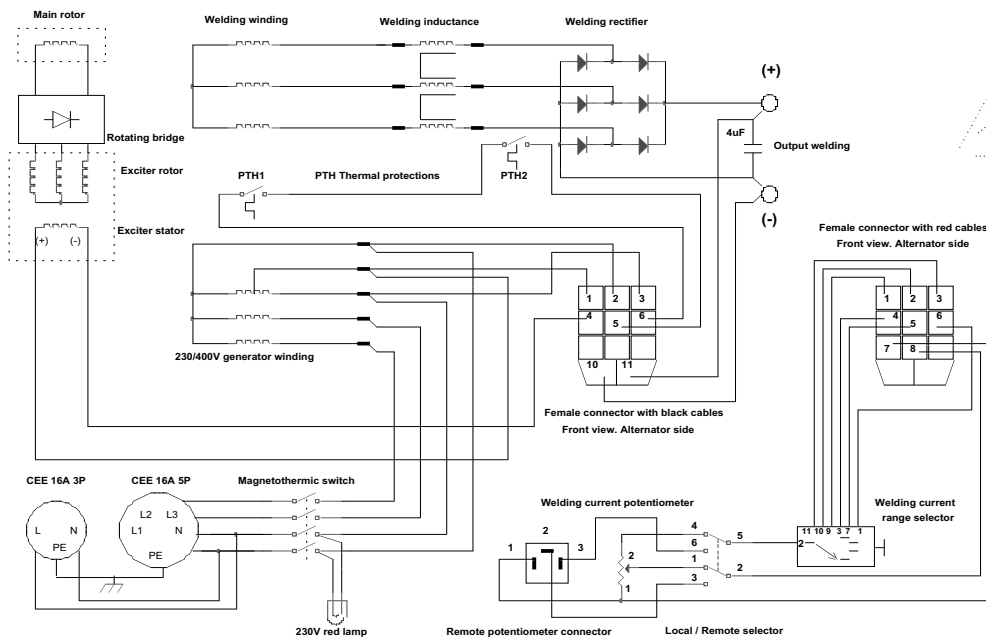 Main rotor
Welding winding
Welding inductance
Welding rectifier
(+)
Rotating bridge
4uF
Output welding
Exciter rotor
PTH1
PTH Thermal protections
PTH2
(-)
Exciter stator
(+) (-)
Female connector with red cables
Front view. Alternator side
1 2 3
4 5 6
10 11
1 2 3
4 5 6
7 8
230/400V generator winding
Female connector with black cables
Front view. Alternator side
CEE 16A 3P
CEE 16A 5P
Magnetothermic switch
L N
PE
L2 L3
L1 N
PE
230V red lamp
Welding current potentiometer
2
1 3
2
1
4
6
5
1
3
2
Welding current
range selector
11 10 9 3 7 1
2
Remote potentiometer connector
Local / Remote selector